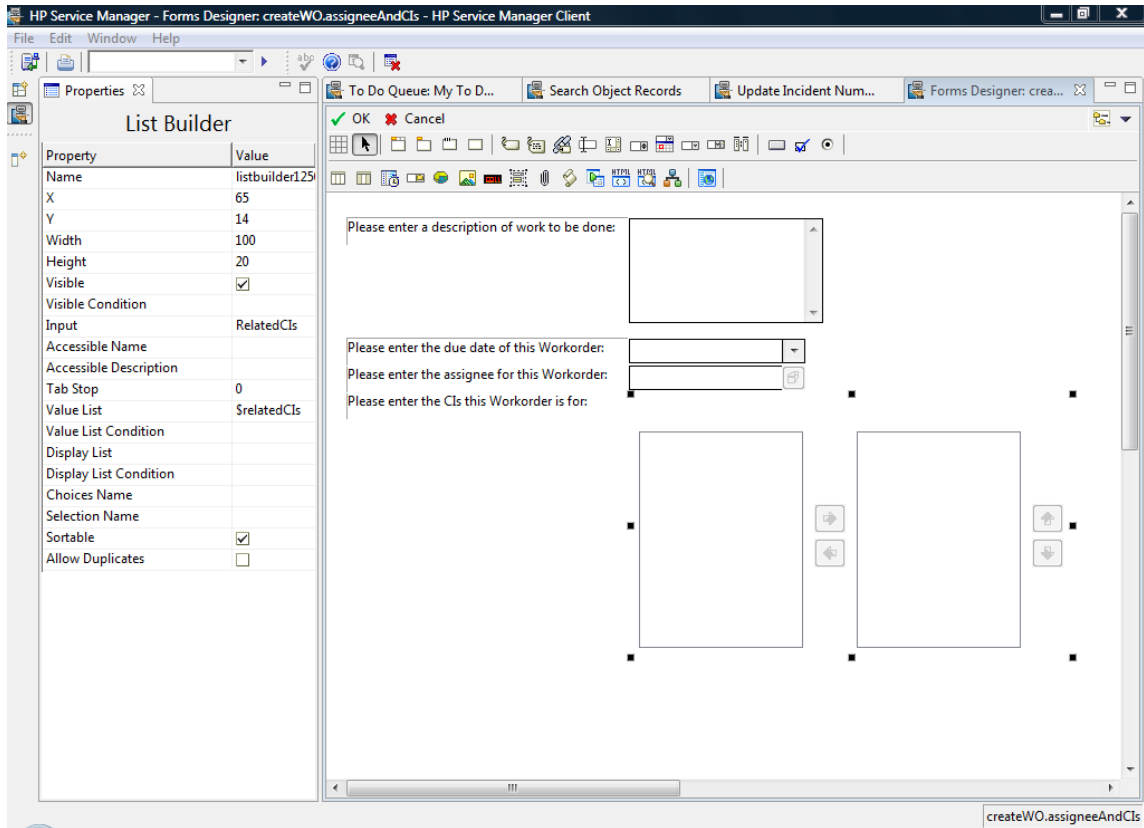 HP Service Manager - Forms Designer: createWO.assigneeAndCIs - HP Service Manager Client
File Edit Window Help
abc
Properties
To Do Queue: My To D...
Search Object Records
Update Incident Num...
Forms Designer: crea...
List Builder
OK Cancel
Property Value
Name listbuilder1250
X 65
Y 14
Width 100
Height 20
Visible
Visible Condition
Input RelatedCIs
Accessible Name
Accessible Description
Tab Stop 0
Value List $relatedCIs
Value List Condition
Display List
Display List Condition
Choices Name
Selection Name
Sortable
Allow Duplicates
HTML
HTML
Please enter a description of work to be done:
Please enter the due date of this Workorder:
Please enter the assignee for this Workorder:
Please enter the CIs this Workorder is for:
createWO.assigneeAndCIs